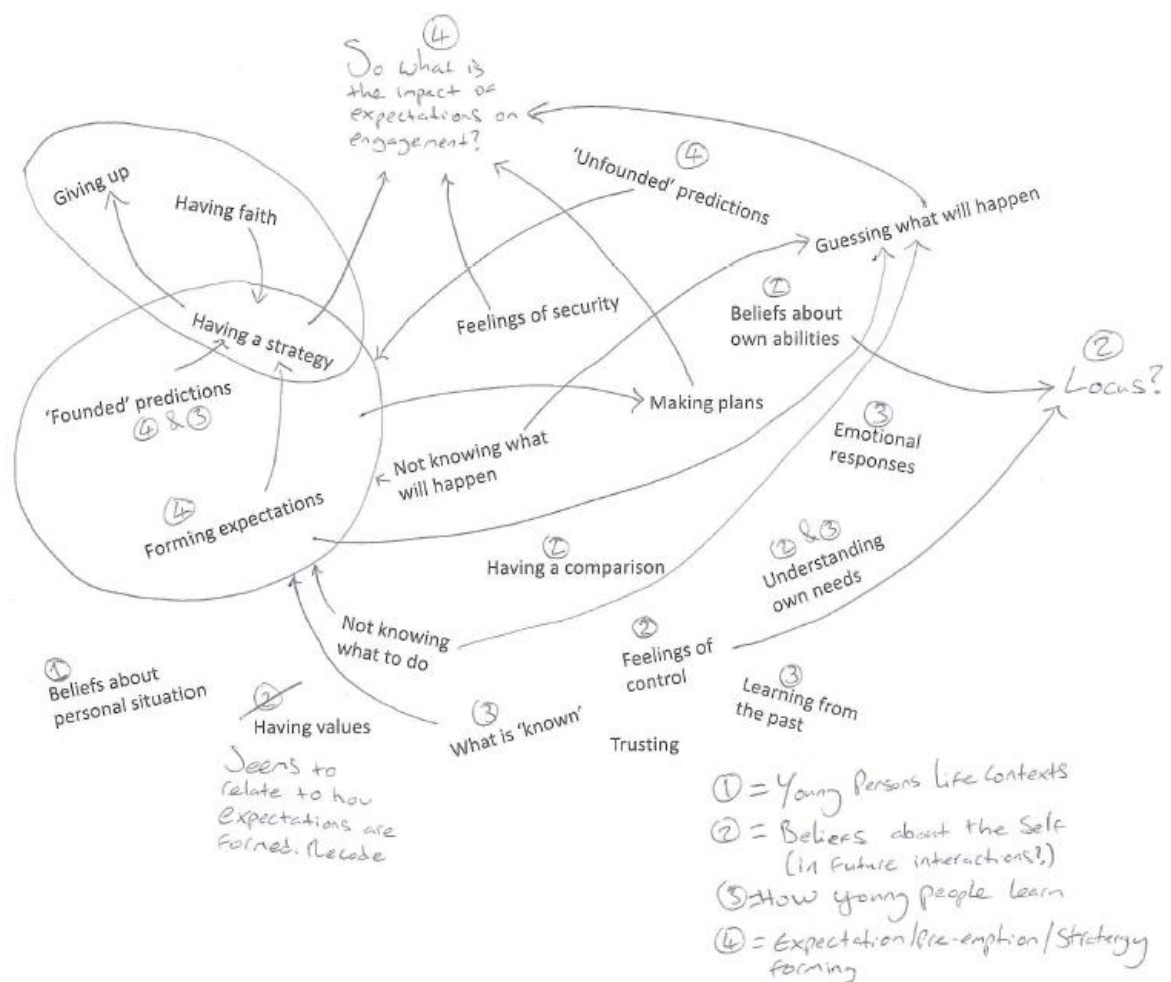 ④
So what is
the impact of
expectations on
engagement?
④
'Unfounded' predictions
Giving up
Having faith
Guessing what will happen
②
Beliefs about
own abilities
Feelings of security
Having a strategy
②
Locus?
'Founded' predictions
④ & ③
Making plans
③
Emotional
responses
Not knowing what
will happen
④
Forming expectations
②
Having a comparison
② & ③
Understanding
own needs
Not knowing
what to do
②
Feelings of
control
①
Beliefs about
personal situation
③
Learning from
the past
②
Having values
③
What is 'known'
Trusting
Seems to
relate to how
expectations are
formed. Recode
① = Young Persons Life Contexts
② = Beliefs about the Self
(in future interactions?)
③ = How young people learn
④ = Expectation/Pre-emption/Stratergy
forming